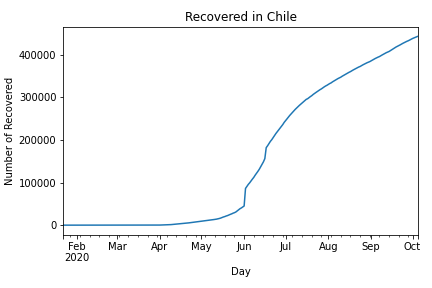 Recovered in Chile
Number of Recovered
400000
300000
200000
100000
0
Feb Mar Apr May Jun Jul Aug Sep Oct
2020
Day